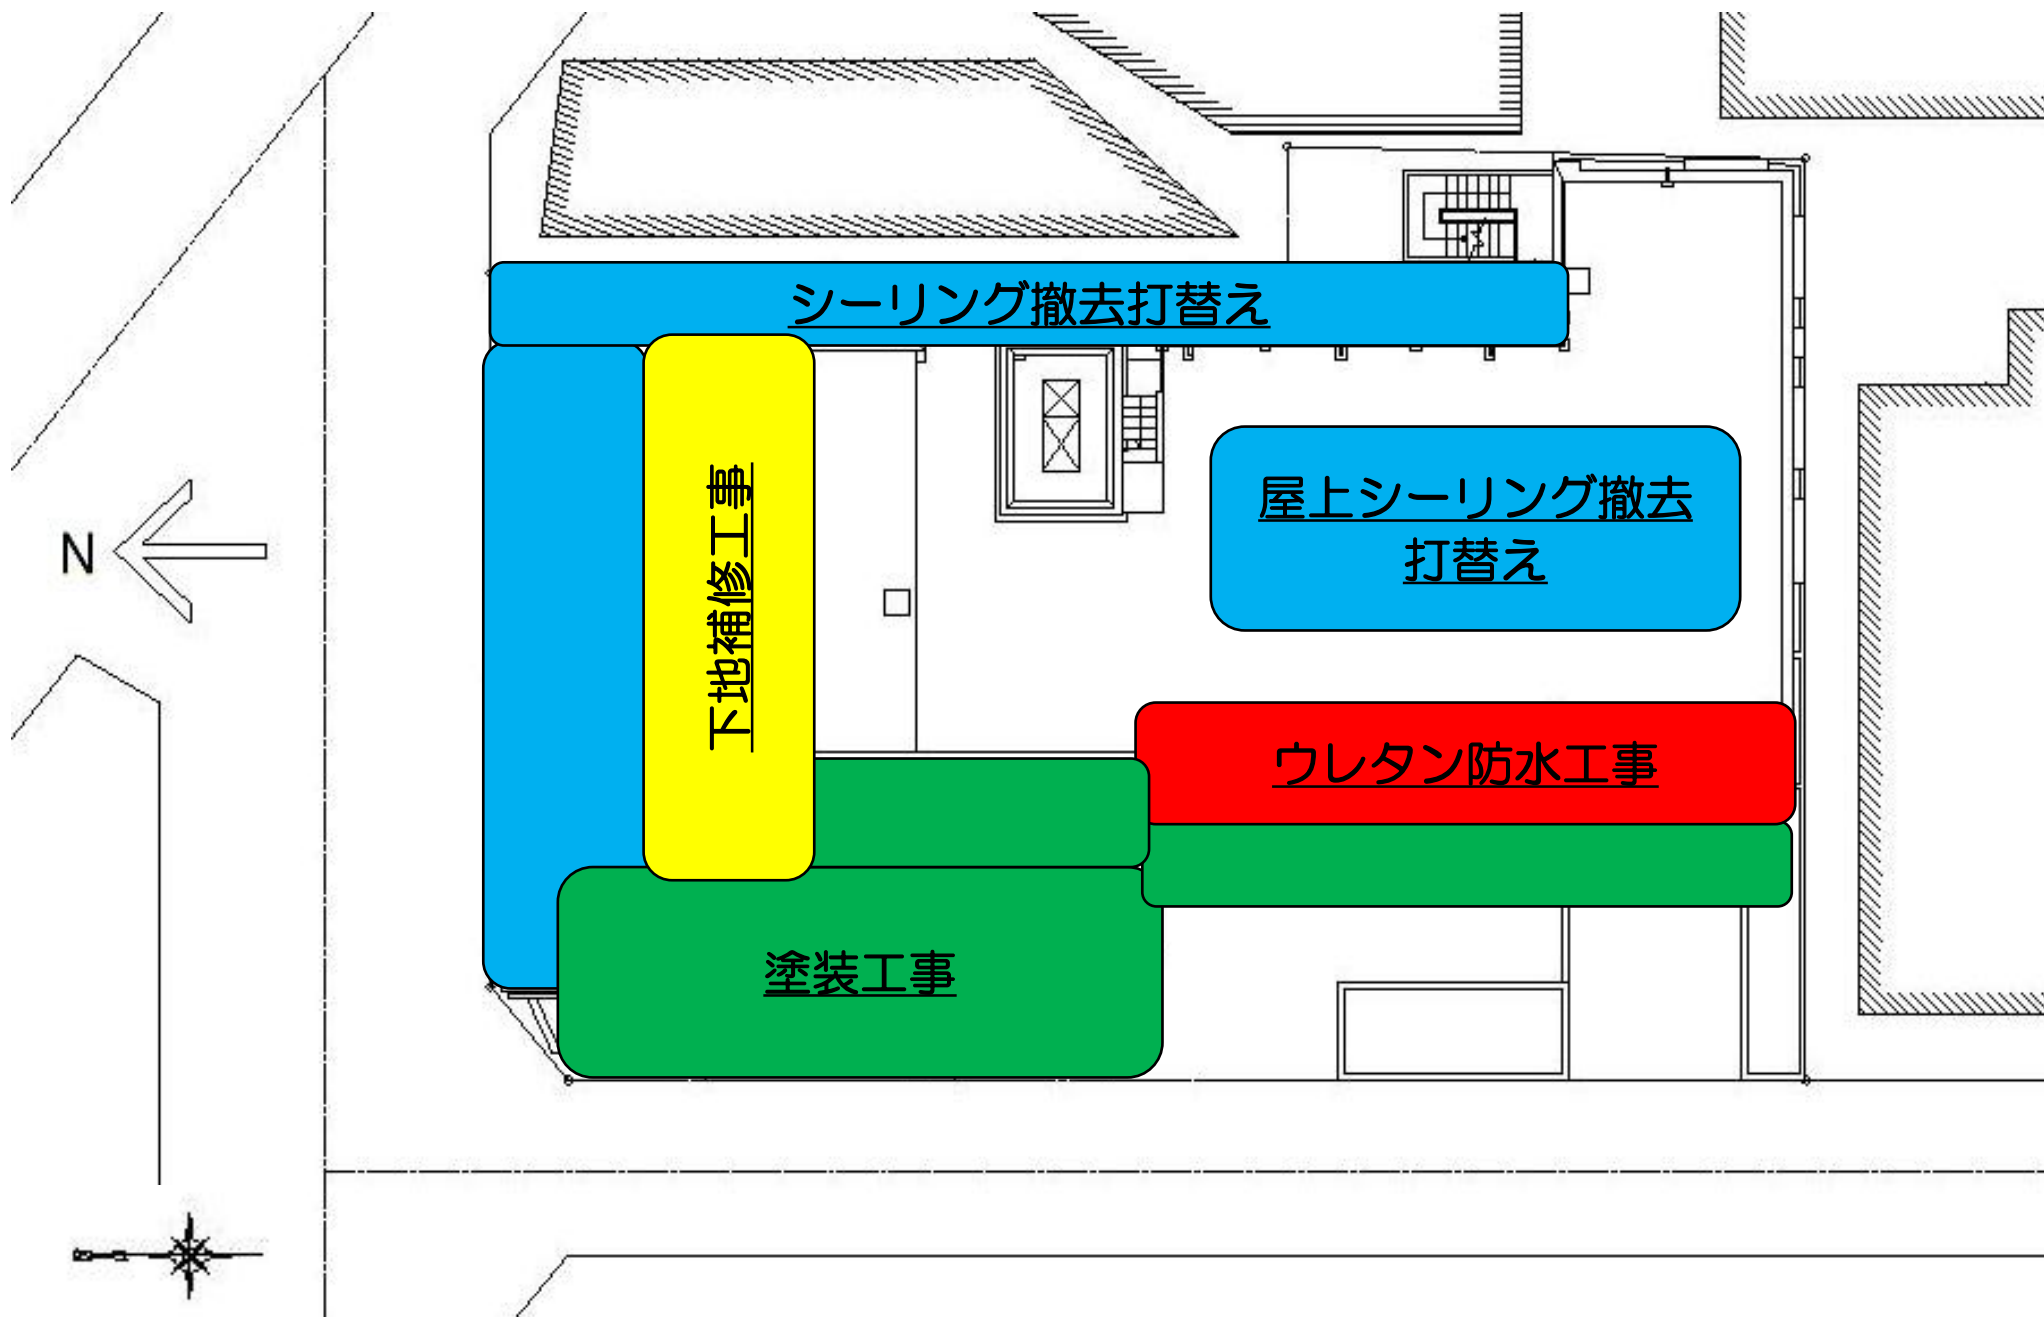 シーリング撤去打替え
屋上シーリング撤去
打替え
下地補修工事
N
ウレタン防水工事
塗装工事